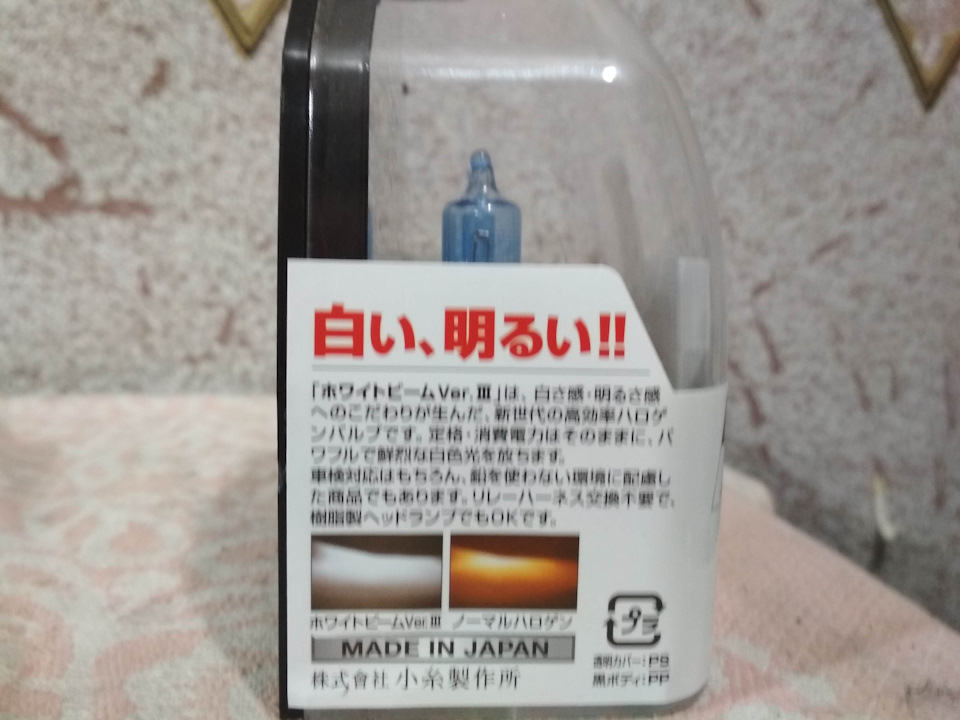 白い、明るい!!
「ホワイトビームVer.Ⅲ」は、白さ感・明るさ感
へのこだわりが生んだ、新世代の高効率ハロゲ
ンバルブです。定格・消費電力はそのままに、パ
ワフルで鮮烈な白色光を放ちます。
車検対応はもちろん、鉛を使わない環境に配慮し
た商品でもあります。リレーハーネス交換不要で、
樹脂製ヘッドランプでもOKです。
ホワイトビームVer.Ⅲ ノーマルハロゲン
MADE IN JAPAN
株式會社 小糸製作所
プラ
透明カバー：PS
黒ボディ：PP